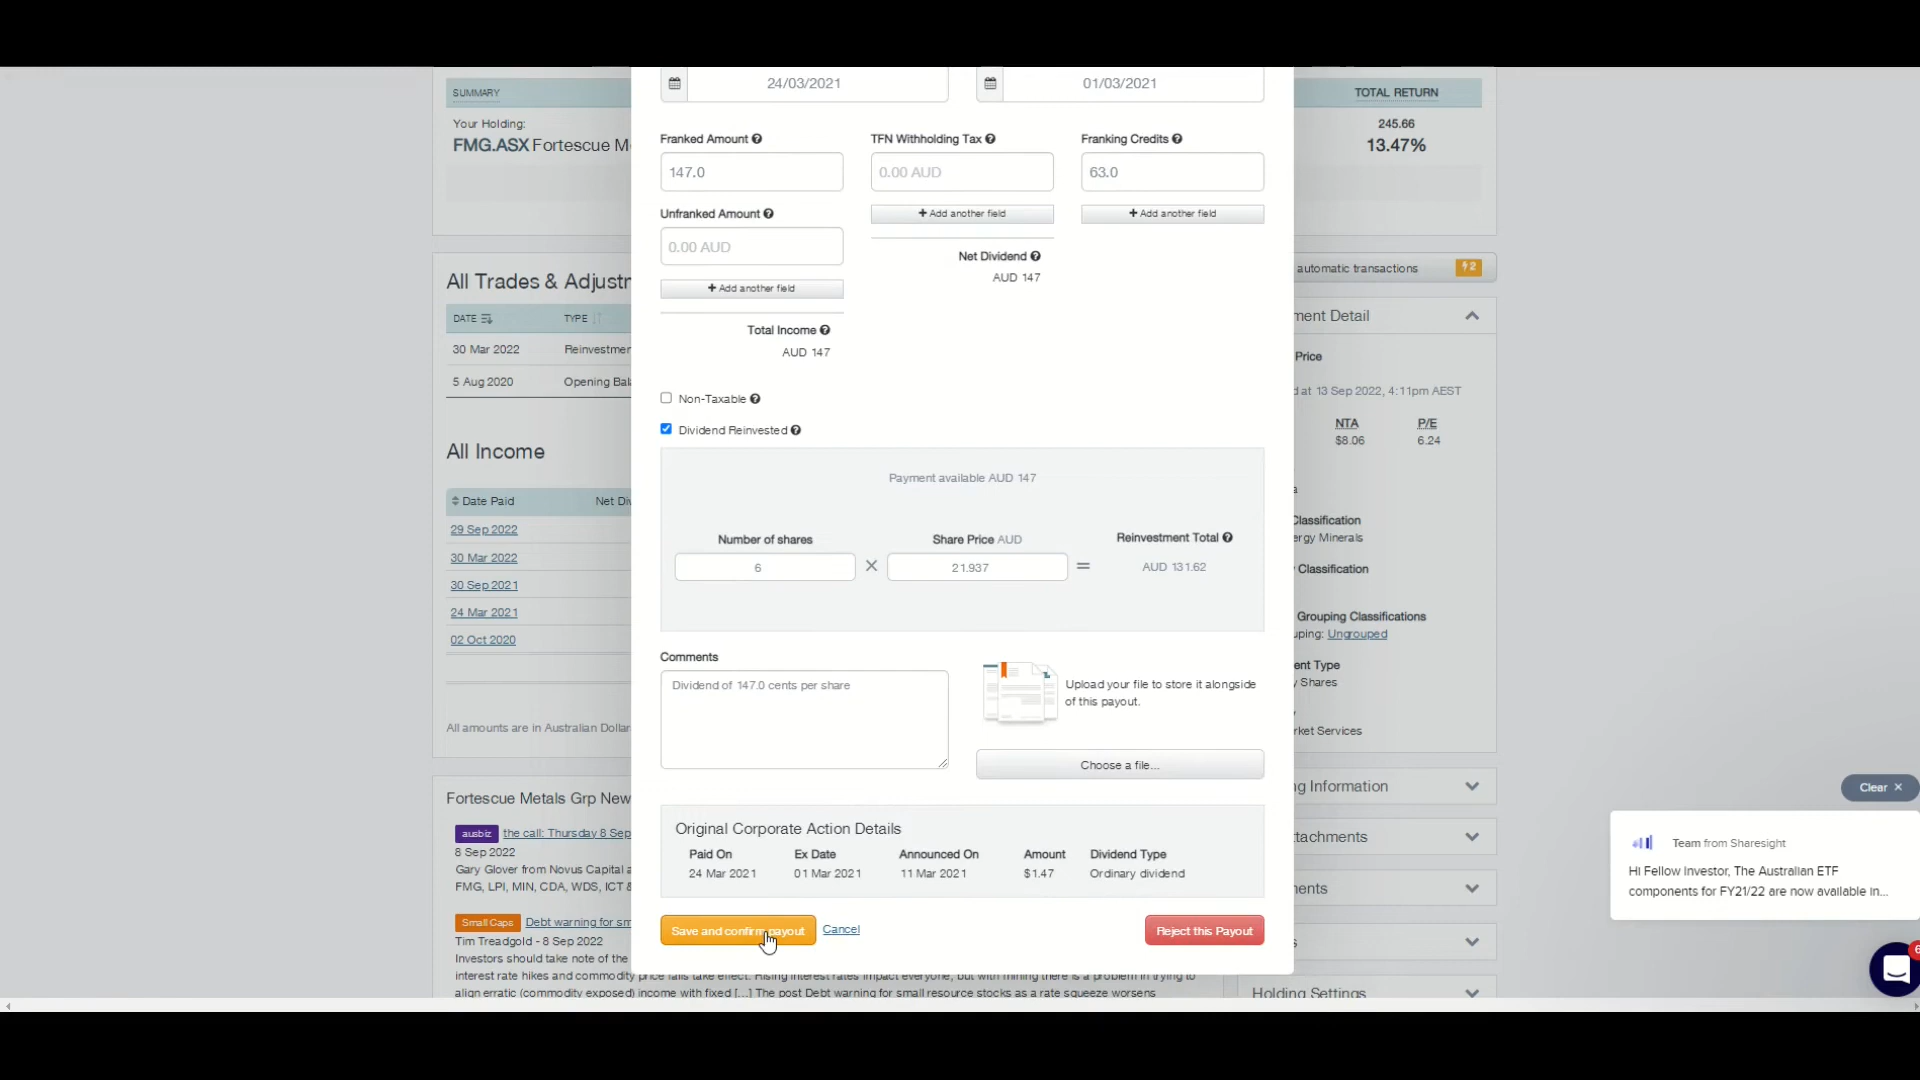 24/03/2021
01/03/2021
SUMMARY
TOTAL RETURN
Your Holding:
FMG.ASX Fortescue M
245.66
13.47%
Franked Amount
TFN Withholding Tax
Franking Credits
147.0
0.00 AUD
63.0
+ Add another field
+ Add another field
Unfranked Amount
0.00 AUD
Net Dividend
AUD 147
+ Add another field
Total Income
AUD 147
Non-Taxable
Dividend Reinvested
Payment available AUD 147
Number of shares
Share Price AUD
Reinvestment Total
6
×
21.937
=
AUD 131.62
Comments
Dividend of 147.0 cents per share
Upload your file to store it alongside
of this payout.
Choose a file...
Original Corporate Action Details
Paid On
Ex Date
Announced On
Amount
Dividend Type
24 Mar 2021
01 Mar 2021
11 Mar 2021
$1.47
Ordinary dividend
Save and confirm payout
Cancel
Reject this Payout
All Trades & Adjustm
DATE
TYPE
30 Mar 2022
Reinvestmen
5 Aug 2020
Opening Bala
All Income
Date Paid
Net Div
29 Sep 2022
30 Mar 2022
30 Sep 2021
24 Mar 2021
02 Oct 2020
All amounts are in Australian Dollar
Fortescue Metals Grp New
ausbiz the call: Thursday 8 Sep
8 Sep 2022
Gary Glover from Novus Capital a
FMG, LPI, MIN, CDA, WDS, ICT &
Small Caps Debt warning for sm
Tim Treadgold - 8 Sep 2022
Investors should take note of the
interest rate hikes and commodity price falls take effect. Rising interest rates impact everyone, but with mining there is a problem in trying to
align erratic (commodity exposed) income with fixed [...] The post Debt warning for small resource stocks as a rate squeeze worsens
automatic transactions
2
ment Detail
Price
d at 13 Sep 2022, 4:11pm AEST
NTA
P/E
$8.06
6.24
a
Classification
ergy Minerals
Classification
Grouping Classifications
uping: Ungrouped
ent Type
y Shares
rket Services
g Information
ttachments
ments
s
Holding Settings
Clear ×
Team from Sharesight
Hi Fellow Investor, The Australian ETF
components for FY21/22 are now available in...
6